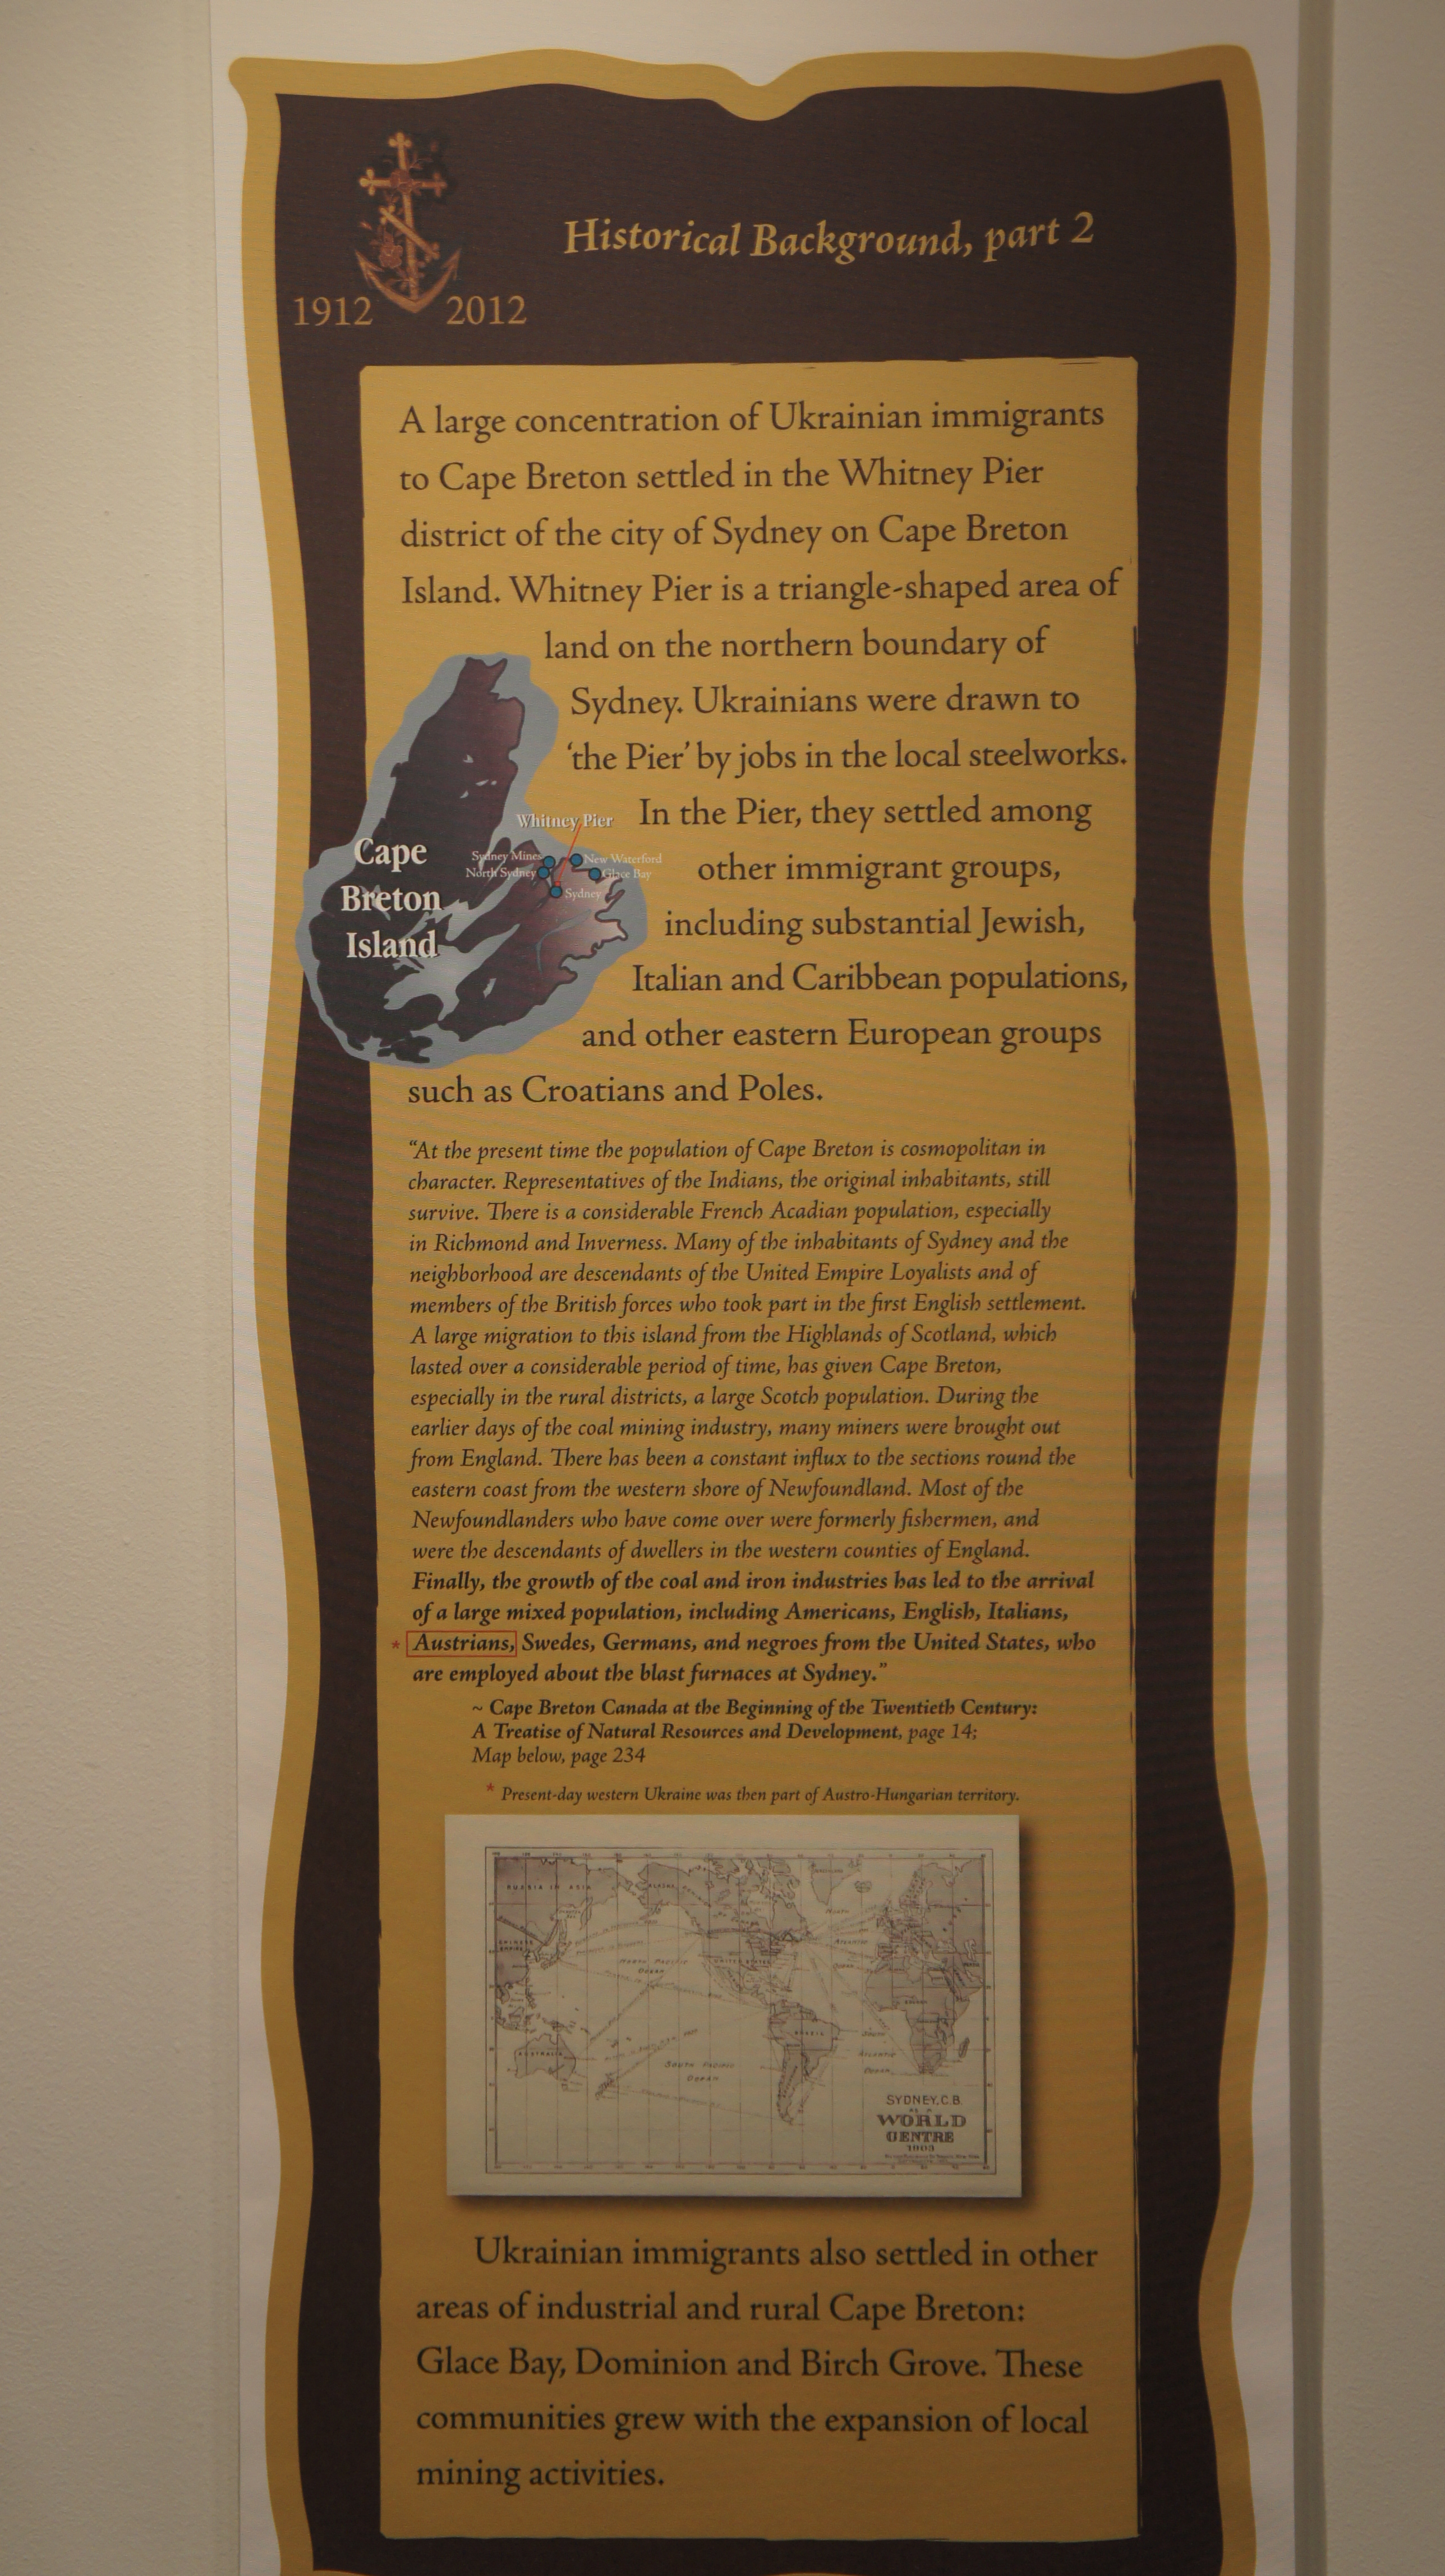 Historical Background, part 2
1912 2012
A large concentration of Ukrainian immigrants
to Cape Breton settled in the Whitney Pier
district of the city of Sydney on Cape Breton
Island. Whitney Pier is a triangle-shaped area of
land on the northern boundary of
Sydney. Ukrainians were drawn to
‘the Pier’ by jobs in the local steelworks.
In the Pier, they settled among
other immigrant groups,
including substantial Jewish,
Italian and Caribbean populations,
and other eastern European groups
such as Croatians and Poles.
Whitney Pier
Sydney Mines
New Waterford
North Sydney
Glace Bay
Sydney
Cape
Breton
Island
“At the present time the population of Cape Breton is cosmopolitan in
character. Representatives of the Indians, the original inhabitants, still
survive. There is a considerable French Acadian population, especially
in Richmond and Inverness. Many of the inhabitants of Sydney and the
neighborhood are descendants of the United Empire Loyalists and of
members of the British forces who took part in the first English settlement.
A large migration to this island from the Highlands of Scotland, which
lasted over a considerable period of time, has given Cape Breton,
especially in the rural districts, a large Scotch population. During the
earlier days of the coal mining industry, many miners were brought out
from England. There has been a constant influx to the sections round the
eastern coast from the western shore of Newfoundland. Most of the
Newfoundlanders who have come over were formerly fishermen, and
were the descendants of dwellers in the western counties of England.
Finally, the growth of the coal and iron industries has led to the arrival
of a large mixed population, including Americans, English, Italians,
* Austrians, Swedes, Germans, and negroes from the United States, who
are employed about the blast furnaces at Sydney.”
~ Cape Breton Canada at the Beginning of the Twentieth Century:
A Treatise of Natural Resources and Development, page 14;
Map below, page 234
* Present-day western Ukraine was then part of Austro-Hungarian territory.
RUSSIA IN ASIA
NORTH PACIFIC
OCEAN
UNITED STATES
BRAZIL
AUSTRALIA
SOUTH PACIFIC
OCEAN
ATLANTIC
OCEAN
SYDNEY, C.B.
AS A
WORLD
CENTRE
1903
Ukrainian immigrants also settled in other
areas of industrial and rural Cape Breton:
Glace Bay, Dominion and Birch Grove. These
communities grew with the expansion of local
mining activities.